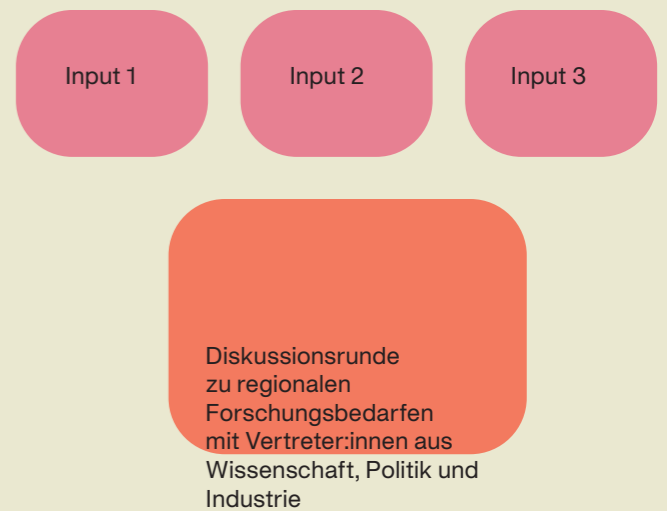 Input 1
Input 2
Input 3
Diskussionsrunde
zu regionalen
Forschungsbedarfen
mit Vertreter:innen aus
Wissenschaft, Politik und
Industrie